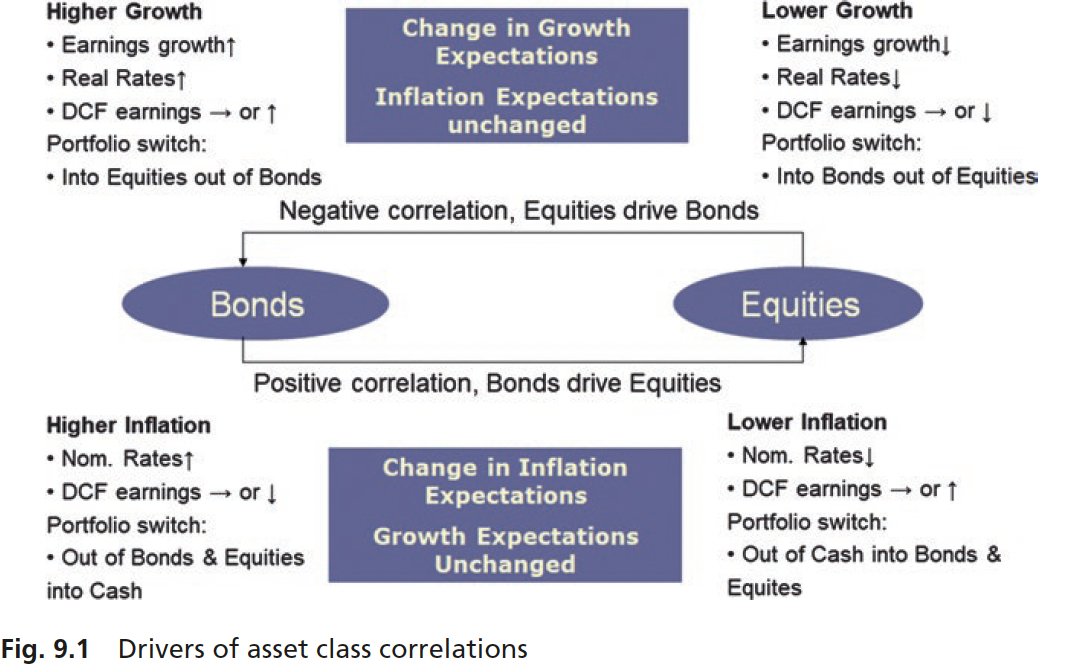 Higher Growth
• Earnings growth↑
• Real Rates↑
• DCF earnings → or ↑
Portfolio switch:
• Into Equities out of Bonds
Change in Growth
Expectations
Inflation Expectations
unchanged
Lower Growth
• Earnings growth↓
• Real Rates↓
• DCF earnings → or ↓
Portfolio switch:
• Into Bonds out of Equities
Negative correlation, Equities drive Bonds
Bonds
Equities
Positive correlation, Bonds drive Equities
Higher Inflation
• Nom. Rates↑
• DCF earnings → or ↓
Portfolio switch:
• Out of Bonds & Equities
into Cash
Change in Inflation
Expectations
Growth Expectations
Unchanged
Lower Inflation
• Nom. Rates↓
• DCF earnings → or ↑
Portfolio switch:
• Out of Cash into Bonds &
Equites
Fig. 9.1 Drivers of asset class correlations